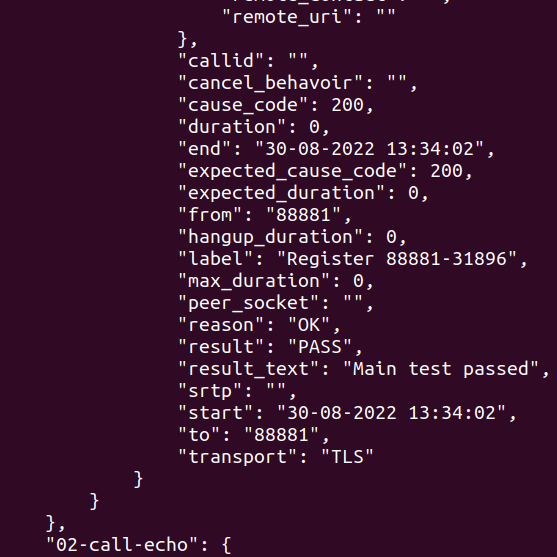 "remote_uri": ""
},
"callid": "",
"cancel_behavoir": "",
"cause_code": 200,
"duration": 0,
"end": "30-08-2022 13:34:02",
"expected_cause_code": 200,
"expected_duration": 0,
"from": "88881",
"hangup_duration": 0,
"label": "Register 88881-31896",
"max_duration": 0,
"peer_socket": "",
"reason": "OK",
"result": "PASS",
"result_text": "Main test passed",
"srtp": "",
"start": "30-08-2022 13:34:02",
"to": "88881",
"transport": "TLS"
}
}
},
"02-call-echo": {